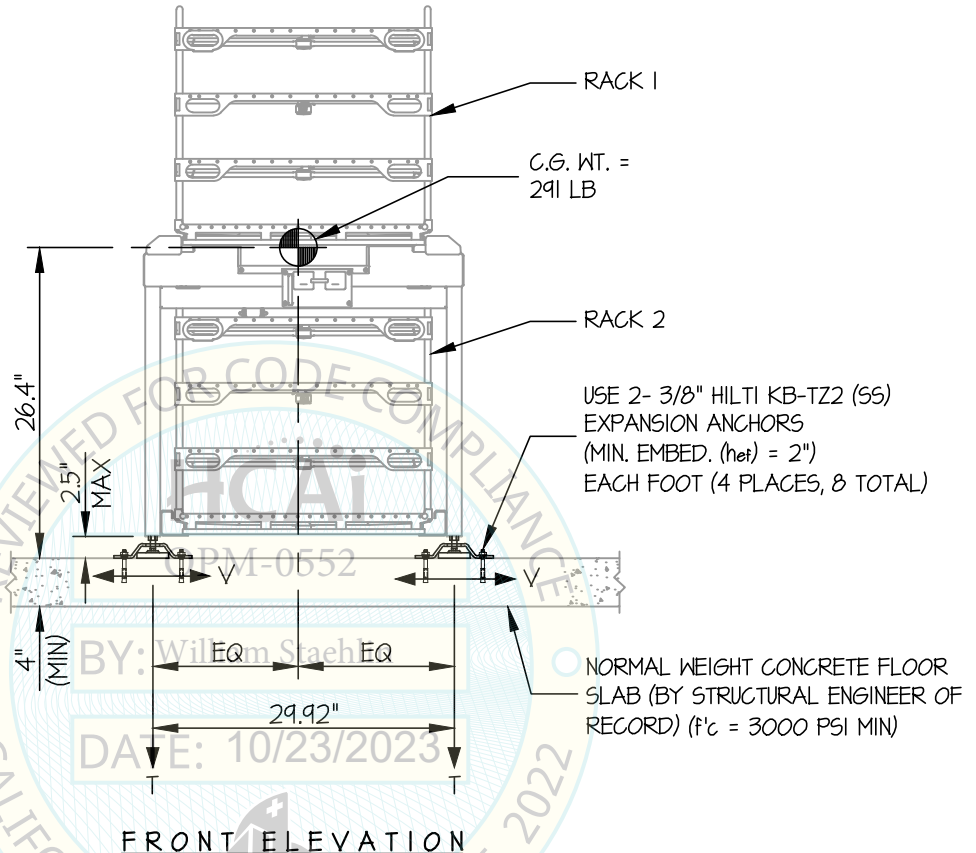 RACK 1
C.G. WT. =
291 LB
RACK 2
26.4"
2.5"
MAX
USE 2- 3/8" HILTI KB-TZ2 (SS)
EXPANSION ANCHORS
(MIN. EMBED. (hef) = 2")
EACH FOOT (4 PLACES, 8 TOTAL)
REVIEWED FOR CODE COMPLIANCE
HCAi
OPM-0552
V
V
4"
(MIN)
BY: William Staehlin
EQ
EQ
NORMAL WEIGHT CONCRETE FLOOR
SLAB (BY STRUCTURAL ENGINEER OF
RECORD) (f'c = 3000 PSI MIN)
29.92"
DATE: 10/23/2023
T
T
2022
FRONT ELEVATION